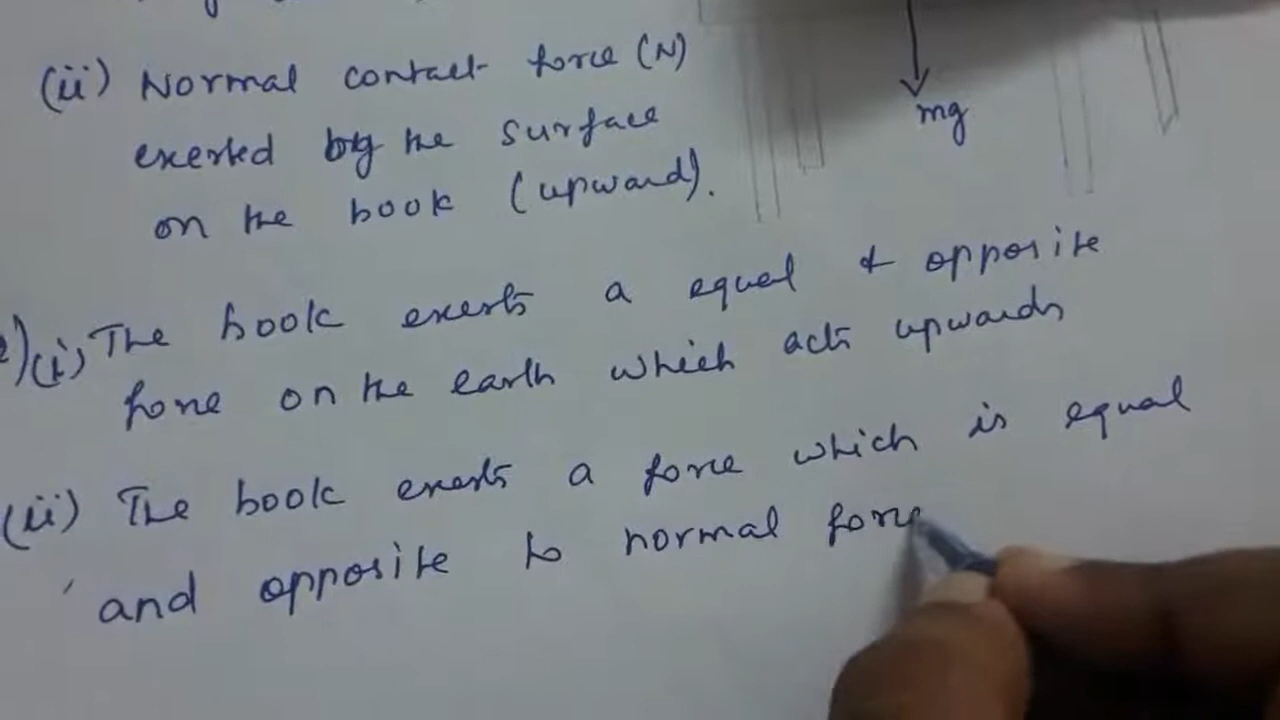 (ii) Normal contact force (N)
mg
exerted by the surface
on the book (upward).
(i) The book exerts a equal & opposite
force on the earth which acts upwards
(ii) The book exerts a force which is equal
and opposite to normal force